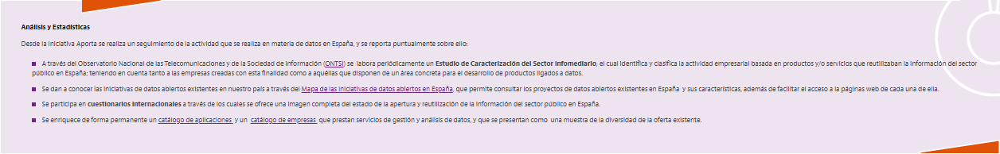 Análisis y Estadísticas
Desde la Iniciativa Aporta se realiza un seguimiento de la actividad que se realiza en materia de datos en España, y se reporta puntualmente sobre ello:
A través del Observatorio Nacional de las Telecomunicaciones y de la Sociedad de Información (ONTSI) se labora periódicamente un Estudio de Caracterización del Sector Infomediario, el cual identifica y clasifica la actividad empresarial basada en productos y/o servicios que reutilizaban la información del sector
público en España; teniendo en cuenta tanto a las empresas creadas con esta finalidad como a aquéllas que disponen de un área concreta para el desarrollo de productos ligados a datos.
Se dan a conocer las iniciativas de datos abiertos existentes en nuestro país a través del Mapa de las iniciativas de datos abiertos en España, que permite consultar los proyectos de datos abiertos existentes en España y sus características, además de facilitar el acceso a la páginas web de cada una de ella.
Se participa en cuestionarios internacionales a través de los cuales se ofrece una imagen completa del estado de la apertura y reutilización de la información del sector público en España.
Se enriquece de forma permanente un catálogo de aplicaciones y un catálogo de empresas que prestan servicios de gestión y análisis de datos, y que se presentan como una muestra de la diversidad de la oferta existente.